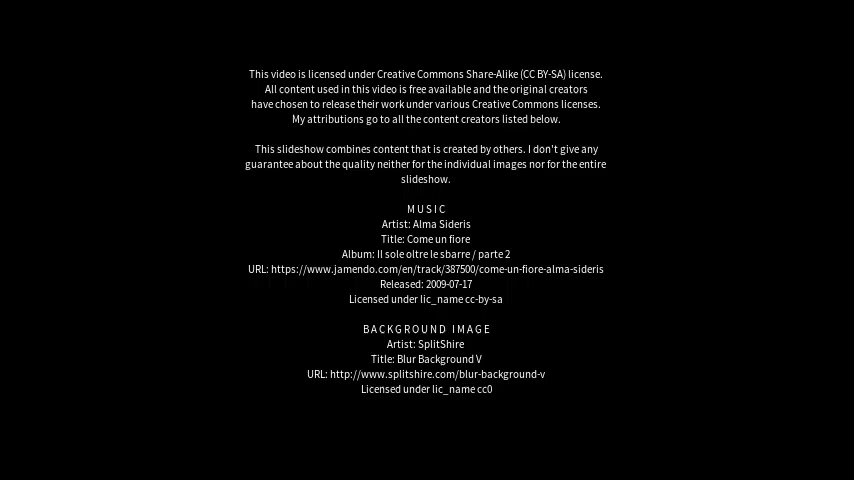 This video is licensed under Creative Commons Share-Alike (CC BY-SA) license.
All content used in this video is free available and the original creators
have chosen to release their work under various Creative Commons licenses.
My attributions go to all the content creators listed below.
This slideshow combines content that is created by others. I don't give any
guarantee about the quality neither for the individual images nor for the entire
slideshow.
MUSIC
Artist: Alma Sideris
Title: Come un fiore
Album: Il sole oltre le sbarre / parte 2
URL: https://www.jamendo.com/en/track/387500/come-un-fiore-alma-sideris
Released: 2009-07-17
Licensed under lic_name cc-by-sa
BACKGROUND IMAGE
Artist: SplitShire
Title: Blur Background V
URL: http://www.splitshire.com/blur-background-v
Licensed under lic_name cc0